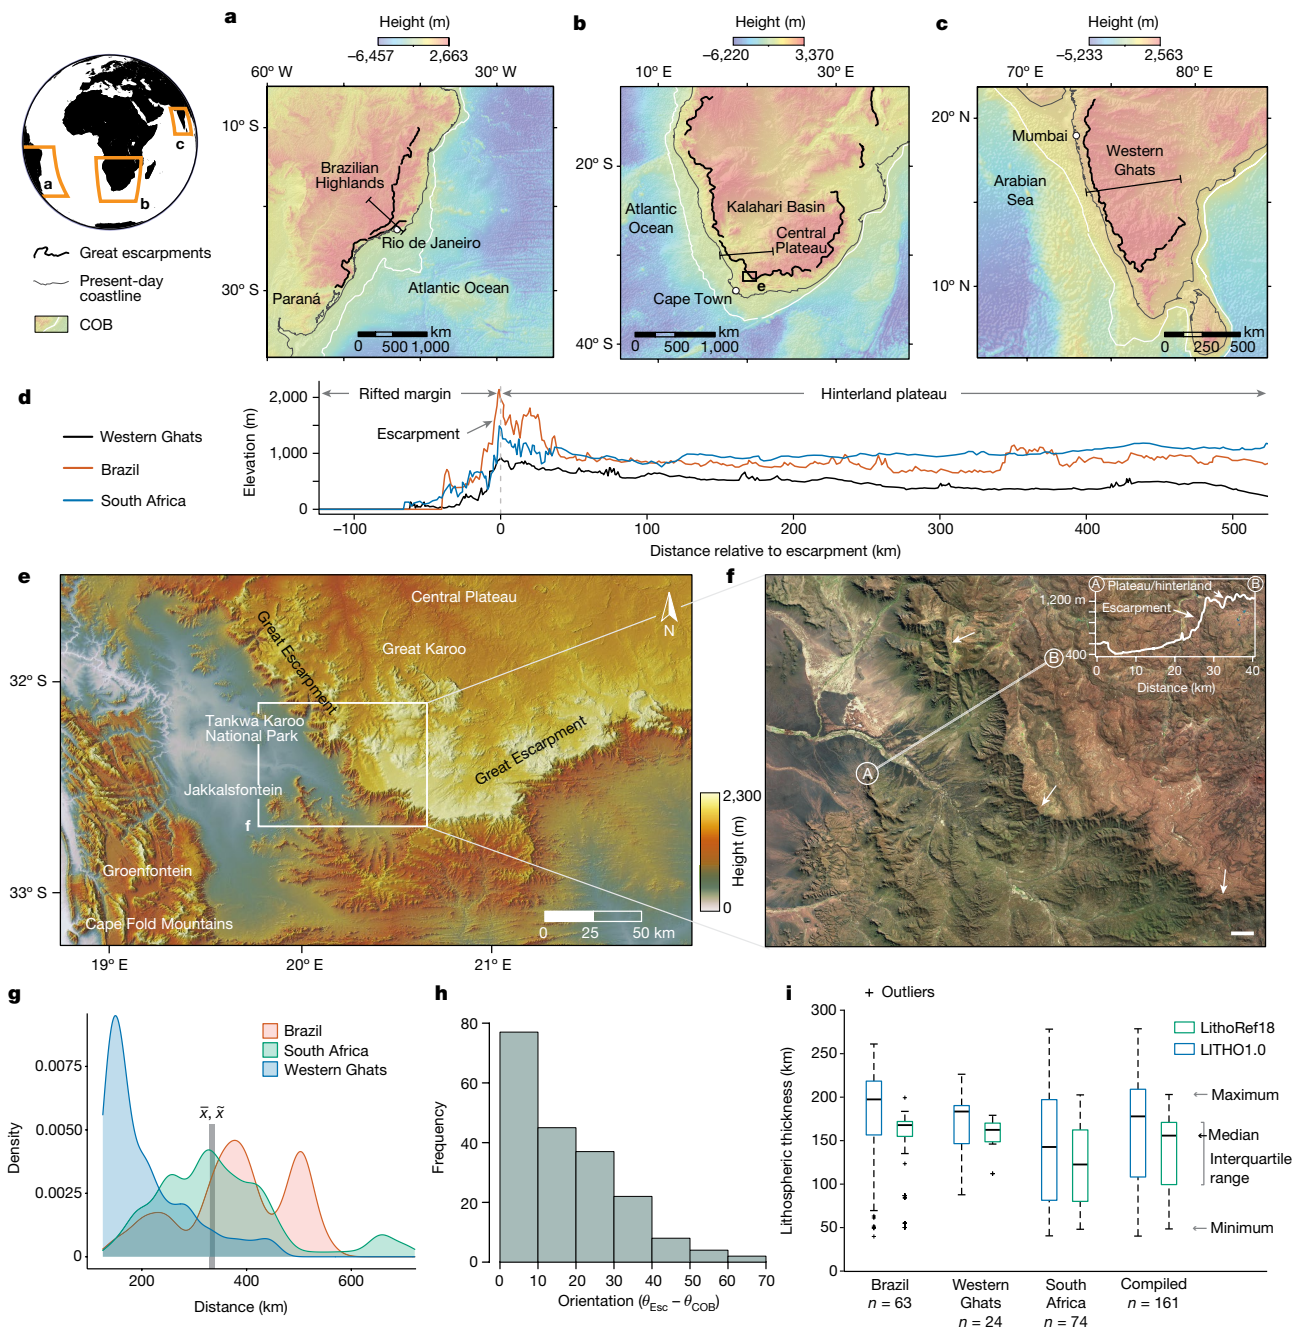 a
Height (m)
−6,457
2,663
60° W
30° W
10° S
30° S
Brazilian
Highlands
Rio de Janeiro
Paraná
Atlantic Ocean
km
0
500
1,000
b
Height (m)
−6,220
3,370
10° E
30° E
20° S
40° S
Atlantic
Ocean
Kalahari Basin
Central
Plateau
e
Cape Town
km
0
500
1,000
c
Height (m)
−5,233
2,563
70° E
80° E
20° N
10° N
Mumbai
Western
Ghats
Arabian
Sea
km
0
250
500
a
b
c
Great escarpments
Present-day
coastline
COB
d
Western Ghats
Brazil
South Africa
Elevation (m)
2,000
1,000
0
Rifted margin
Escarpment
Hinterland plateau
−100
0
100
200
300
400
500
Distance relative to escarpment (km)
e
Central Plateau
Great Karoo
Great Escarpment
Great Escarpment
N
Tankwa Karoo
National Park
Jakkalsfontein
f
Groenfontein
Cape Fold Mountains
32° S
33° S
19° E
20° E
21° E
0
25
50 km
2,300
0
Height (m)
f
A
B
A
B
Plateau/hinterland
1,200 m
Escarpment
400
0
10
20
30
40
Distance (km)
g
Brazil
South Africa
Western Ghats
x̅, x̃
Density
0.0075
0.0050
0.0025
0
200
400
600
Distance (km)
h
Frequency
80
60
40
20
0
0
10
20
30
40
50
60
70
Orientation (θEsc − θCOB)
i
Outliers
LithoRef18
LITHO1.0
Maximum
Median
Interquartile
range
Minimum
Lithospheric thickness (km)
300
250
200
150
100
50
0
Brazil
n = 63
Western
Ghats
n = 24
South
Africa
n = 74
Compiled
n = 161